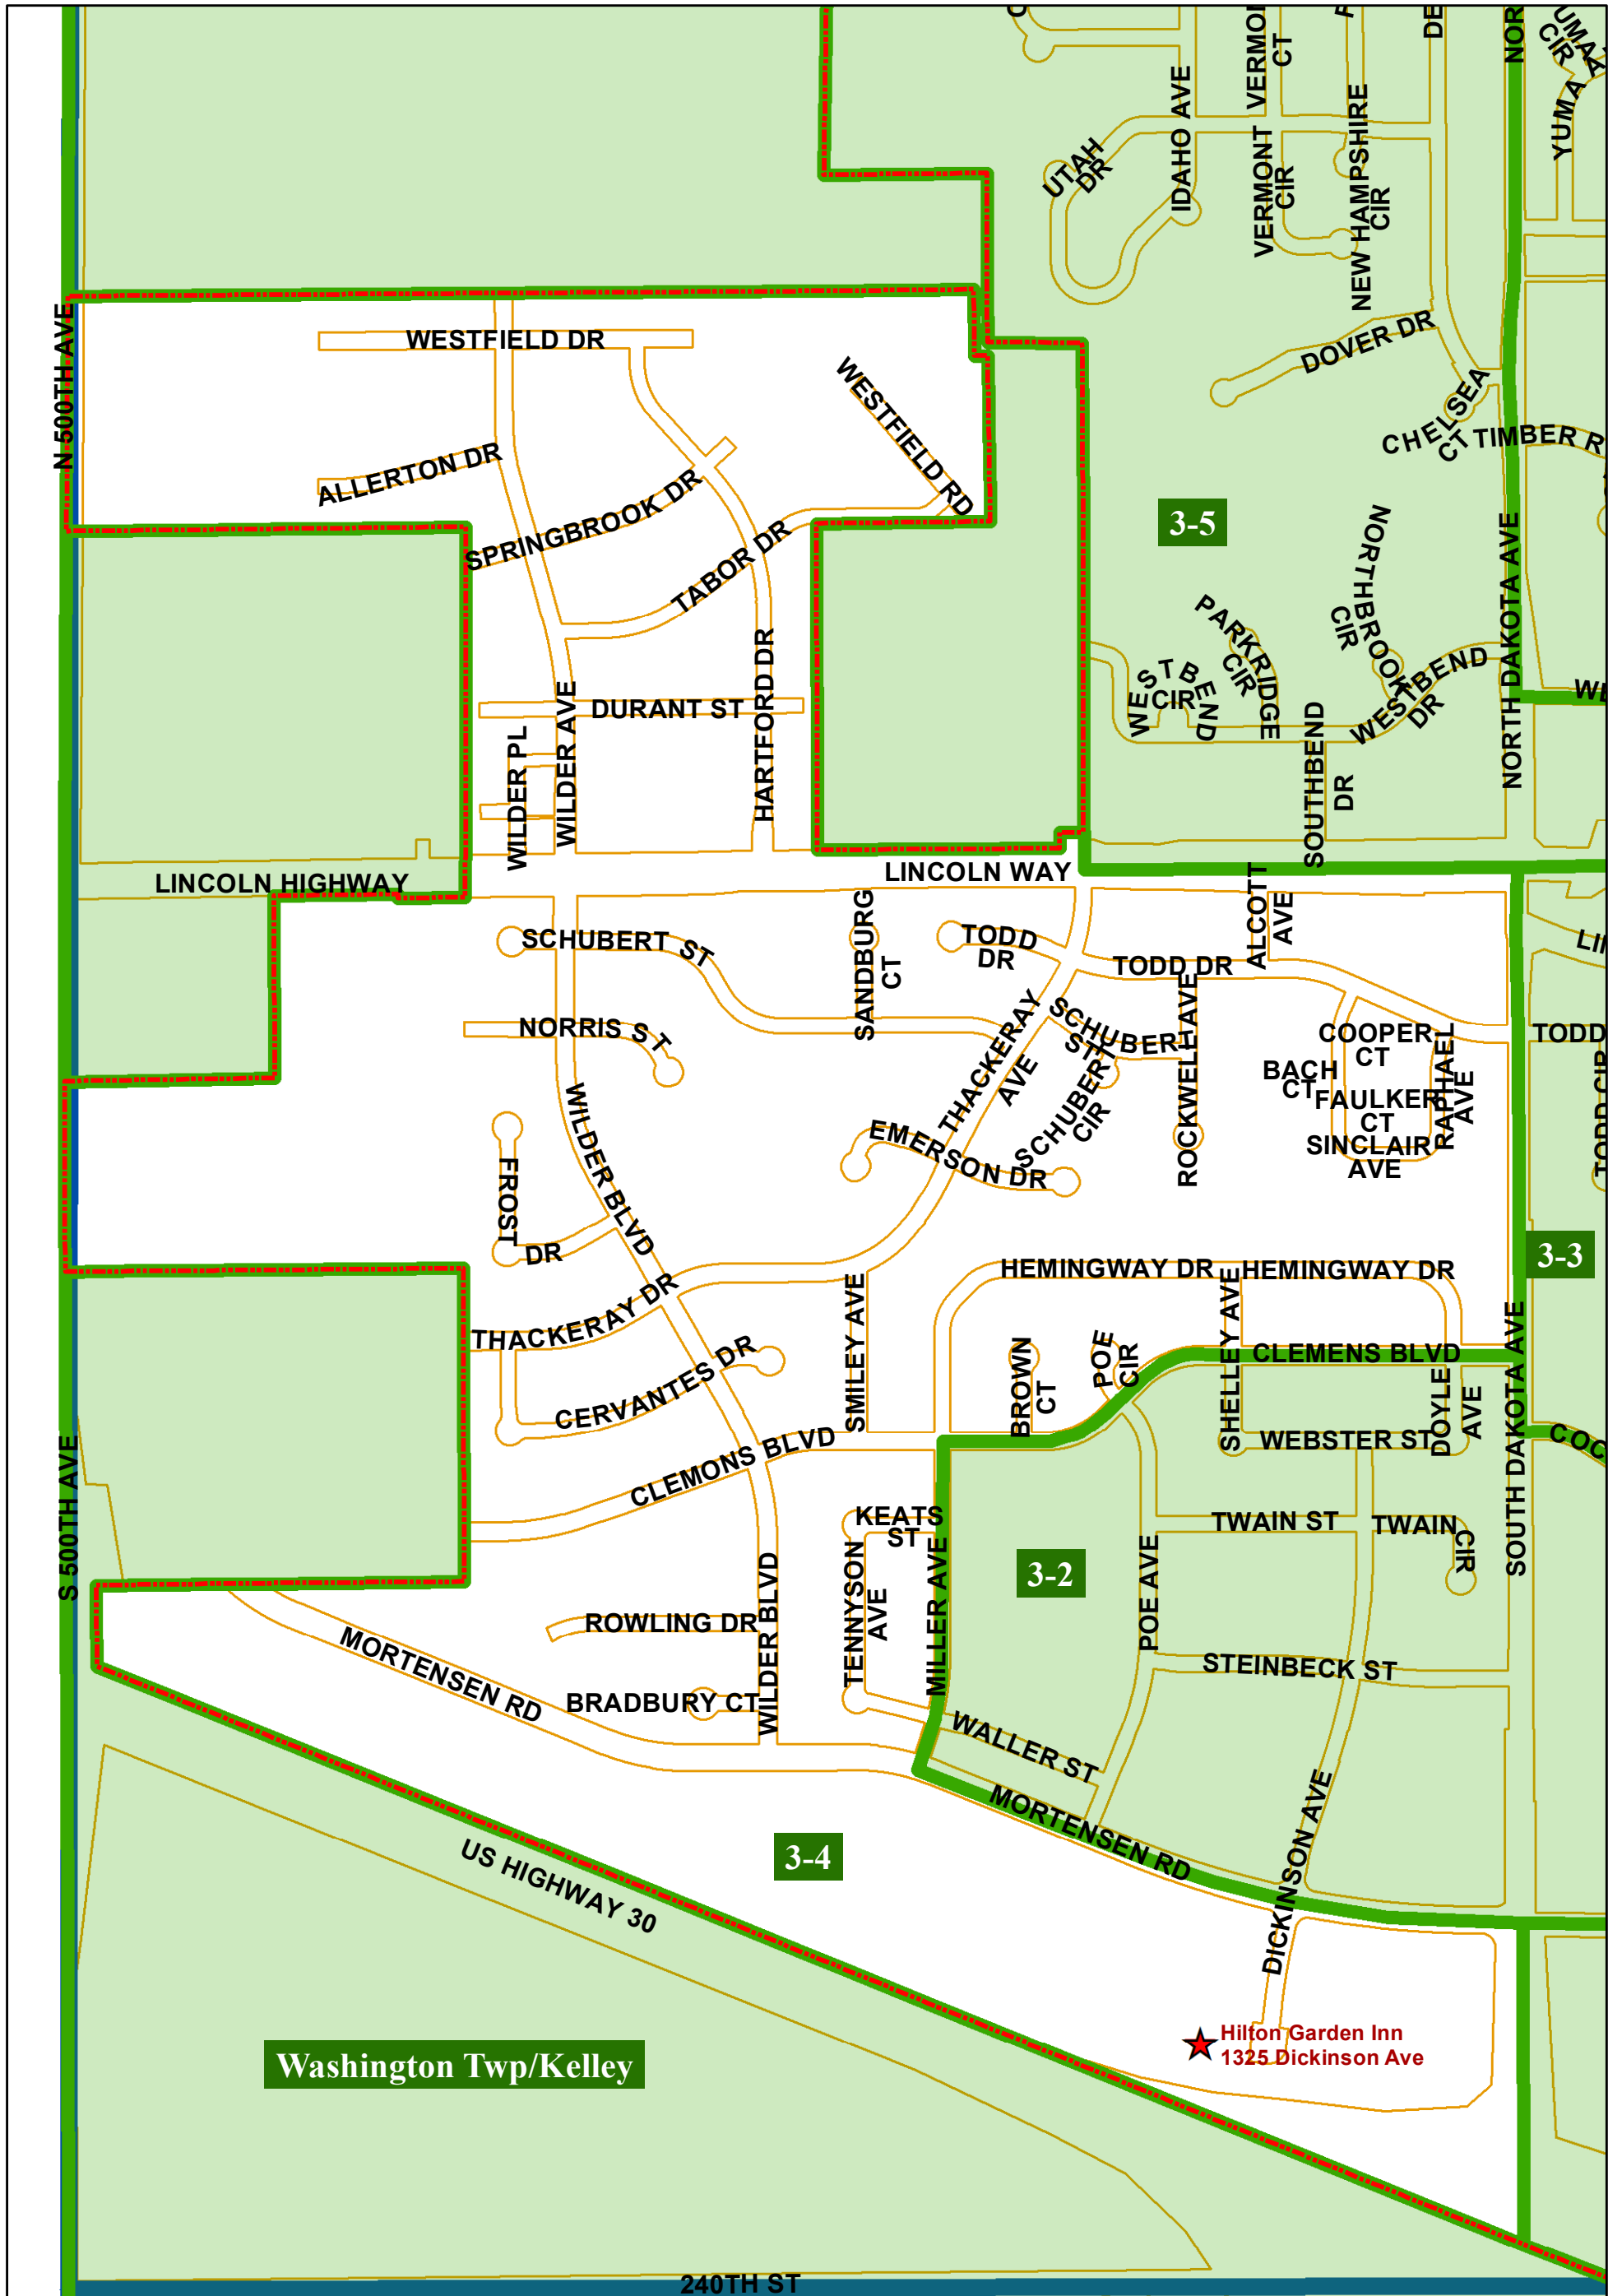 VERMONT
CT
IDAHO AVE
UTAH
DR
VERMONT
CIR
NEW HAMPSHIRE
CIR
YUMA
CIR
DOVER DR
CHELSEA
CT
N 500TH AVE
WESTFIELD DR
WESTFIELD RD
ALLERTON DR
SPRINGBROOK DR
TABOR DR
3-5
NORTHBROOK
CIR
PARKRIDGE
CIR
WESTBEND
CIR
WESTBEND
DR
SOUTHBEND
DR
NORTH DAKOTA AVE
DURANT ST
HARTFORD DR
WILDER PL
WILDER AVE
LINCOLN HIGHWAY
LINCOLN WAY
SCHUBERT ST
SANDBURG
CT
TODD
DR
TODD DR
ALCOTT
AVE
NORRIS ST
THACKERAY
AVE
SCHUBERT
ST
SCHUBERT
CIR
ROCKWELL AVE
COOPER
CT
BACH
CT
FAULKER
CT
RAPHAEL
AVE
SINCLAIR
AVE
TODD
TODD CIR
EMERSON DR
FROST
DR
WILDER BLVD
3-3
HEMINGWAY DR
HEMINGWAY DR
THACKERAY DR
SMILEY AVE
SHELLEY AVE
CERVANTES DR
BROWN
CT
POE
CIR
CLEMENS BLVD
DOYLE
AVE
SOUTH DAKOTA AVE
CLEMONS BLVD
WEBSTER ST
S 500TH AVE
KEATS
ST
TWAIN ST
TWAIN
CIR
TENNYSON
AVE
MILLER AVE
3-2
POE AVE
ROWLING DR
WILDER BLVD
MORTENSEN RD
BRADBURY CT
STEINBECK ST
WALLER ST
MORTENSEN RD
DICKINSON AVE
3-4
US HIGHWAY 30
Hilton Garden Inn
1325 Dickinson Ave
Washington Twp/Kelley
240TH ST